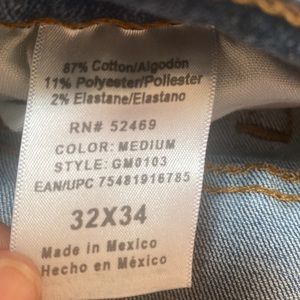 87% Cotton/Algodón
11% Polyester/Poliester
2% Elastane/Elastano
RN# 52469
COLOR: MEDIUM
STYLE: GM0103
EAN/UPC 75481916785
32X34
Made in Mexico
Hecho en México